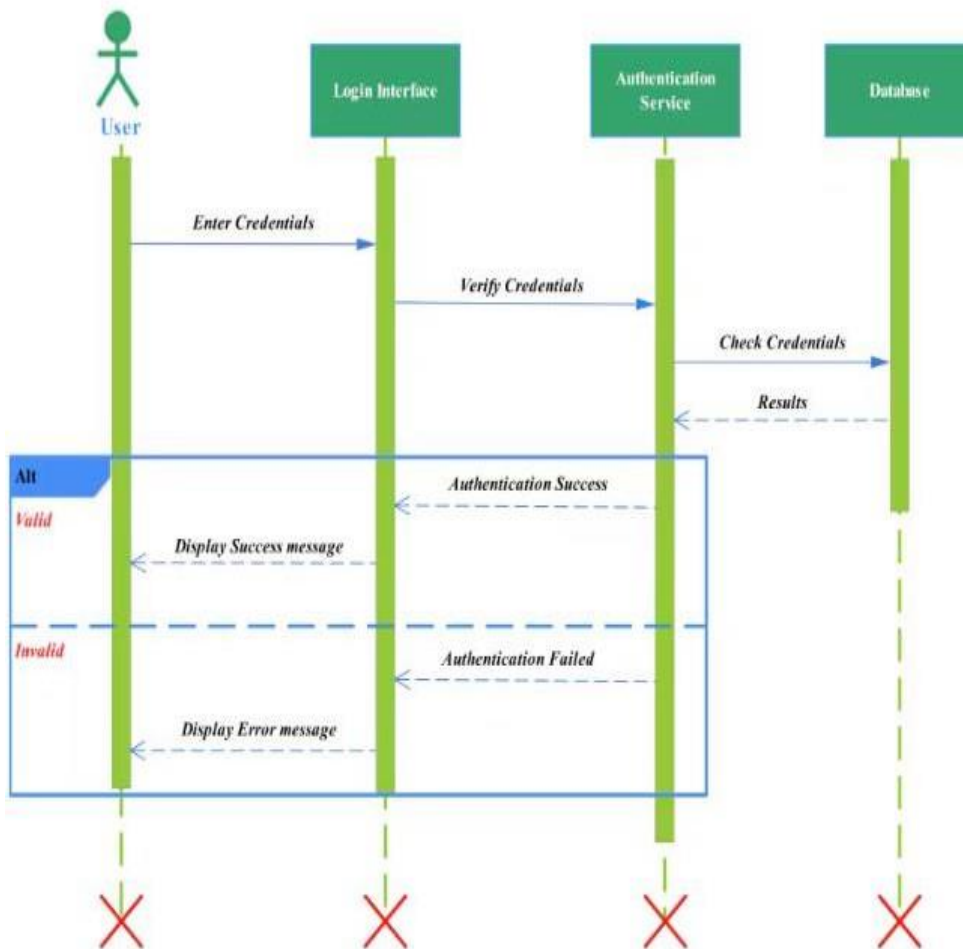 User
Login Interface
Authentication
Service
Database
Enter Credentials
Verify Credentials
Check Credentials
Results
Alt
Authentication Success
Valid
Display Success message
Invalid
Authentication Failed
Display Error message